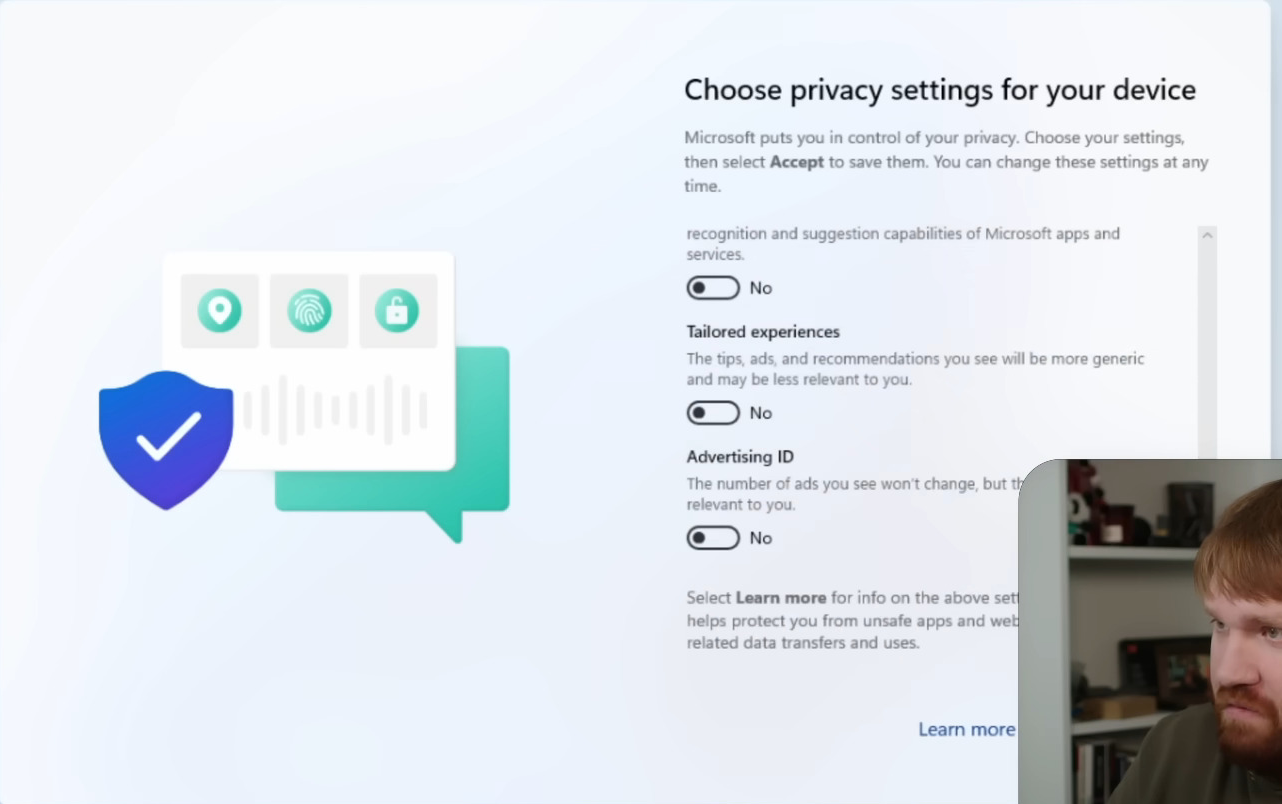 Choose privacy settings for your device
Microsoft puts you in control of your privacy. Choose your settings,
then select Accept to save them. You can change these settings at any
time.
recognition and suggestion capabilities of Microsoft apps and
services.
No
Tailored experiences
The tips, ads, and recommendations you see will be more generic
and may be less relevant to you.
No
Advertising ID
The number of ads you see won't change, but
relevant to you.
No
Select Learn more for info on the above
helps protect you from unsafe apps and web
related data transfers and uses.
Learn more